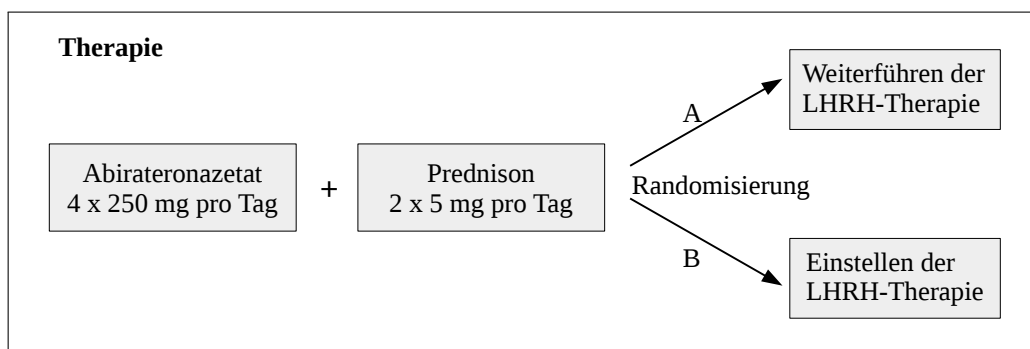 Therapie
Abirateronazetat
4 x 250 mg pro Tag
+
Prednison
2 x 5 mg pro Tag
A
Randomisierung
B
Weiterführen der
LHRH-Therapie
Einstellen der
LHRH-Therapie